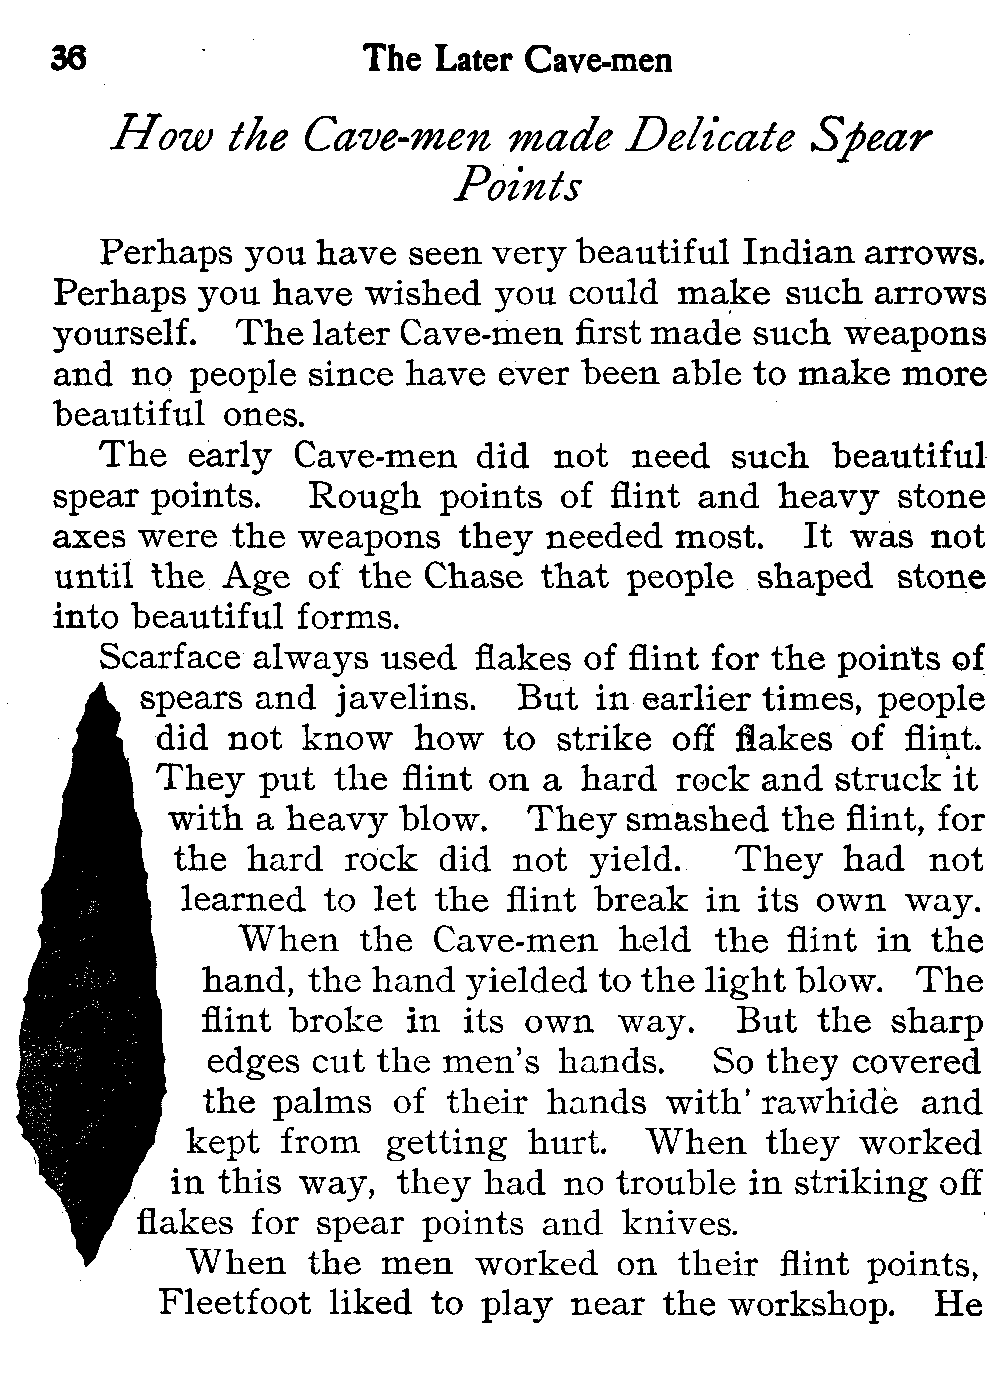 36 The Later Cave-men
How the Cave-men made Delicate Spear
Points
Perhaps you have seen very beautiful Indian arrows.
Perhaps you have wished you could make such arrows
yourself. The later Cave-men first made such weapons
and no people since have ever been able to make more
beautiful ones.
The early Cave-men did not need such beautiful
spear points. Rough points of flint and heavy stone
axes were the weapons they needed most. It was not
until the Age of the Chase that people shaped stone
into beautiful forms.
Scarface always used flakes of flint for the points of
spears and javelins. But in earlier times, people
did not know how to strike off flakes of flint.
They put the flint on a hard rock and struck it
with a heavy blow. They smashed the flint, for
the hard rock did not yield. They had not
learned to let the flint break in its own way.
When the Cave-men held the flint in the
hand, the hand yielded to the light blow. The
flint broke in its own way. But the sharp
edges cut the men's hands. So they covered
the palms of their hands with rawhide and
kept from getting hurt. When they worked
in this way, they had no trouble in striking off
flakes for spear points and knives.
When the men worked on their flint points,
Fleetfoot liked to play near the workshop. He